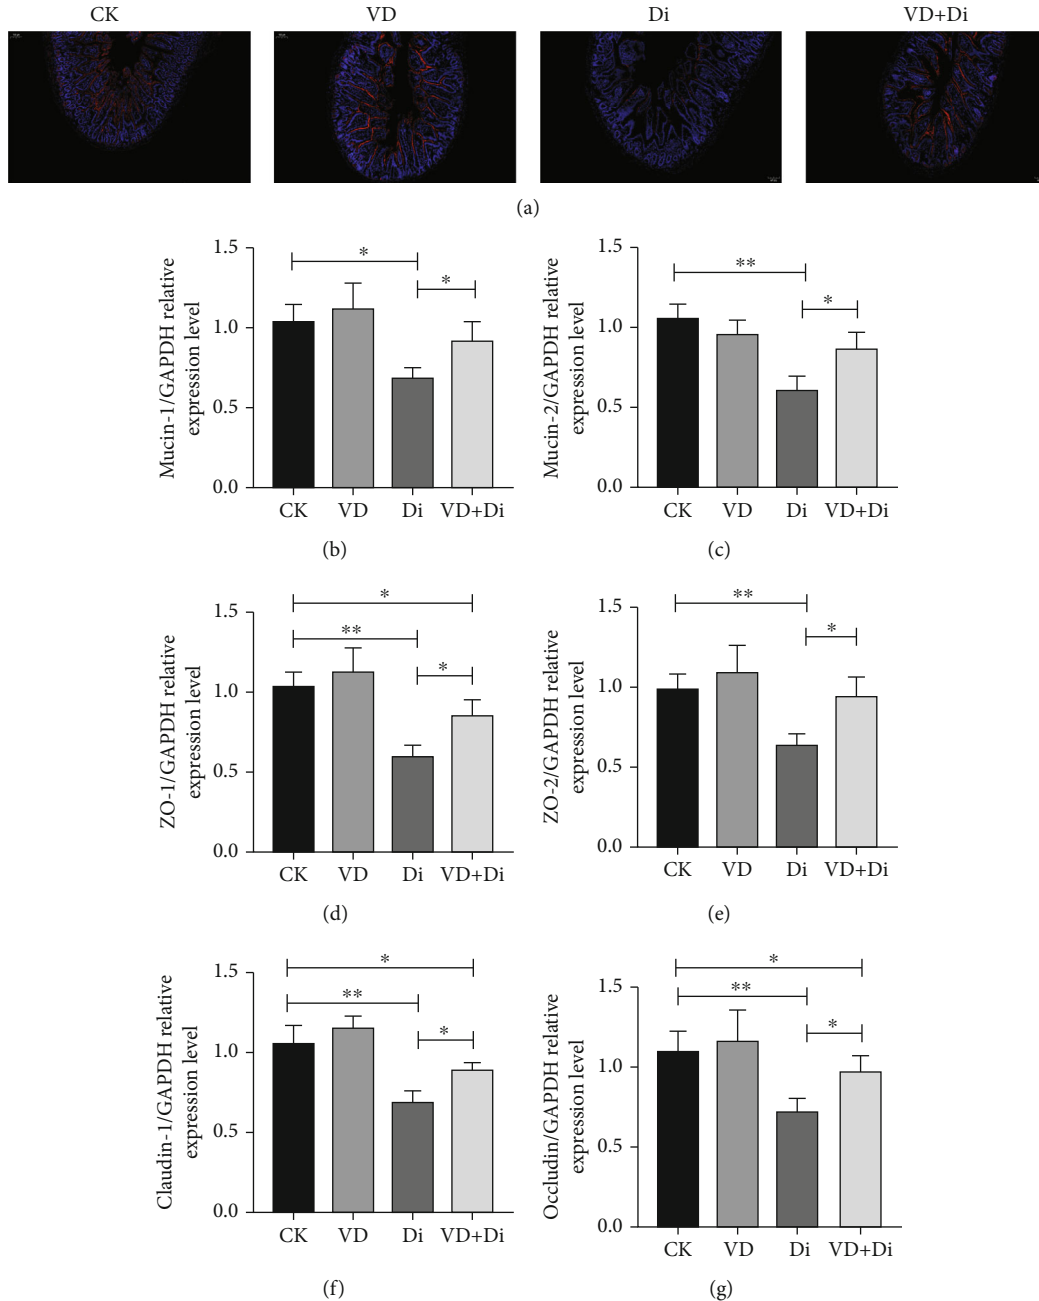 CK VD Di VD+Di
(a)
Mucin-1/GAPDH relative
expression level
1.5
1.0
0.5
0.0
*
*
CK VD Di VD+Di
(b)
Mucin-2/GAPDH relative
expression level
1.5
1.0
0.5
0.0
**
*
CK VD Di VD+Di
(c)
ZO-1/GAPDH relative
expression level
1.5
1.0
0.5
0.0
*
**
*
CK VD Di VD+Di
(d)
ZO-2/GAPDH relative
expression level
1.5
1.0
0.5
0.0
**
*
CK VD Di VD+Di
(e)
Claudin-1/GAPDH relative
expression level
1.5
1.0
0.5
0.0
*
**
*
CK VD Di VD+Di
(f)
Occludin/GAPDH relative
expression level
1.5
1.0
0.5
0.0
*
**
*
CK VD Di VD+Di
(g)